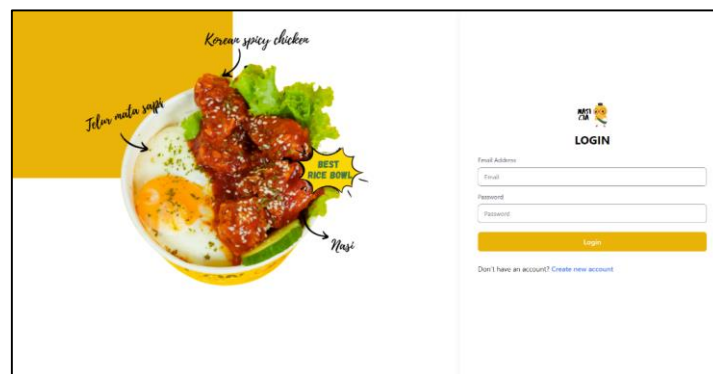 Korean spicy chicken
Telur mata sapi
BEST
RICE BOWL
Nasi
LOGIN
Email Address
Email
Password
Password
Login
Don't have an account? Create new account